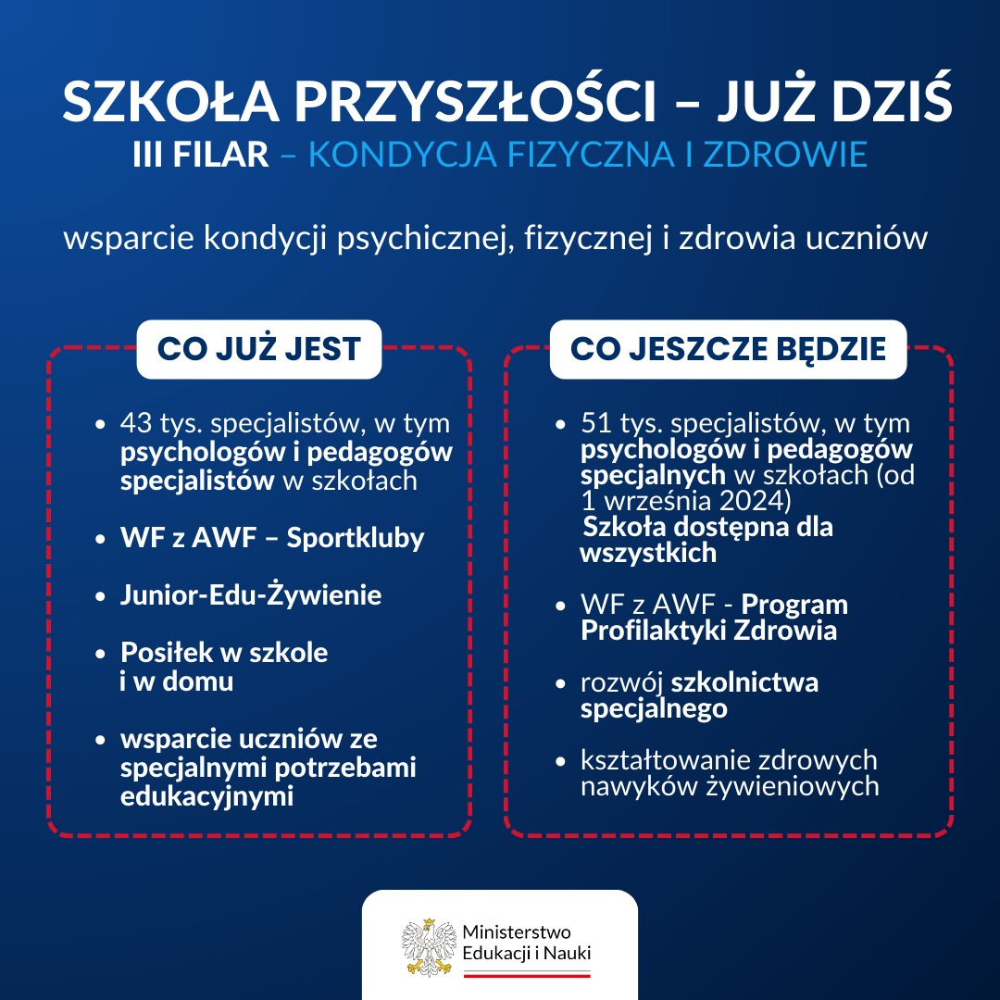 SZKOŁA PRZYSZŁOŚCI – JUŻ DZIŚ
III FILAR – KONDYCJA FIZYCZNA I ZDROWIE
wsparcie kondycji psychicznej, fizycznej i zdrowia uczniów
CO JUŻ JEST
• 43 tys. specjalistów, w tym
psychologów i pedagogów
specjalistów w szkołach
• WF z AWF – Sportkluby
• Junior-Edu-Żywienie
• Posiłek w szkole
i w domu
• wsparcie uczniów ze
specjalnymi potrzebami
edukacyjnymi
CO JESZCZE BĘDZIE
• 51 tys. specjalistów, w tym
psychologów i pedagogów
specjalnych w szkołach (od
1 września 2024)
Szkoła dostępna dla
wszystkich
• WF z AWF - Program
Profilaktyki Zdrowia
• rozwój szkolnictwa
specjalnego
• kształtowanie zdrowych
nawyków żywieniowych
Ministerstwo
Edukacji i Nauki